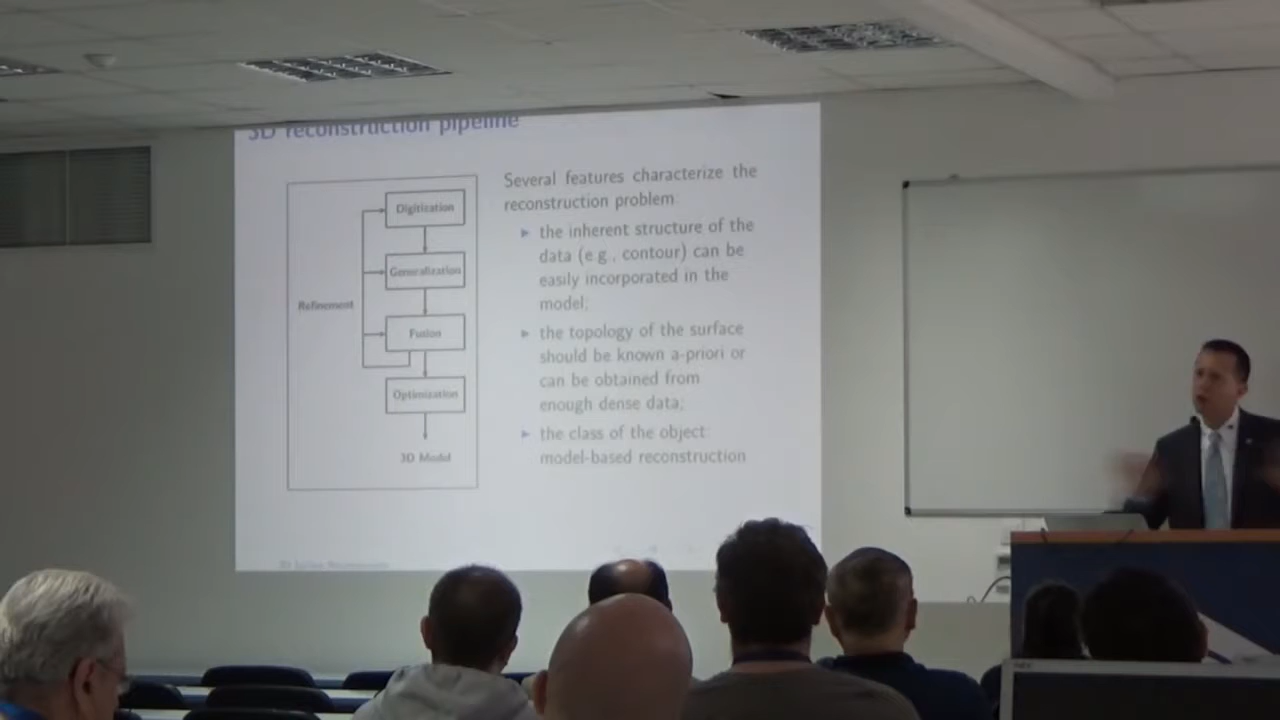 3D reconstruction pipeline
Digitization
Generalization
Refinement
Fusion
Optimization
3D Model
Several features characterize the
reconstruction problem
the inherent structure of the
data (e.g., contour) can be
easily incorporated in the
model;
the topology of the surface
should be known a-priori or
can be obtained from
enough dense data;
the class of the object:
model-based reconstruction